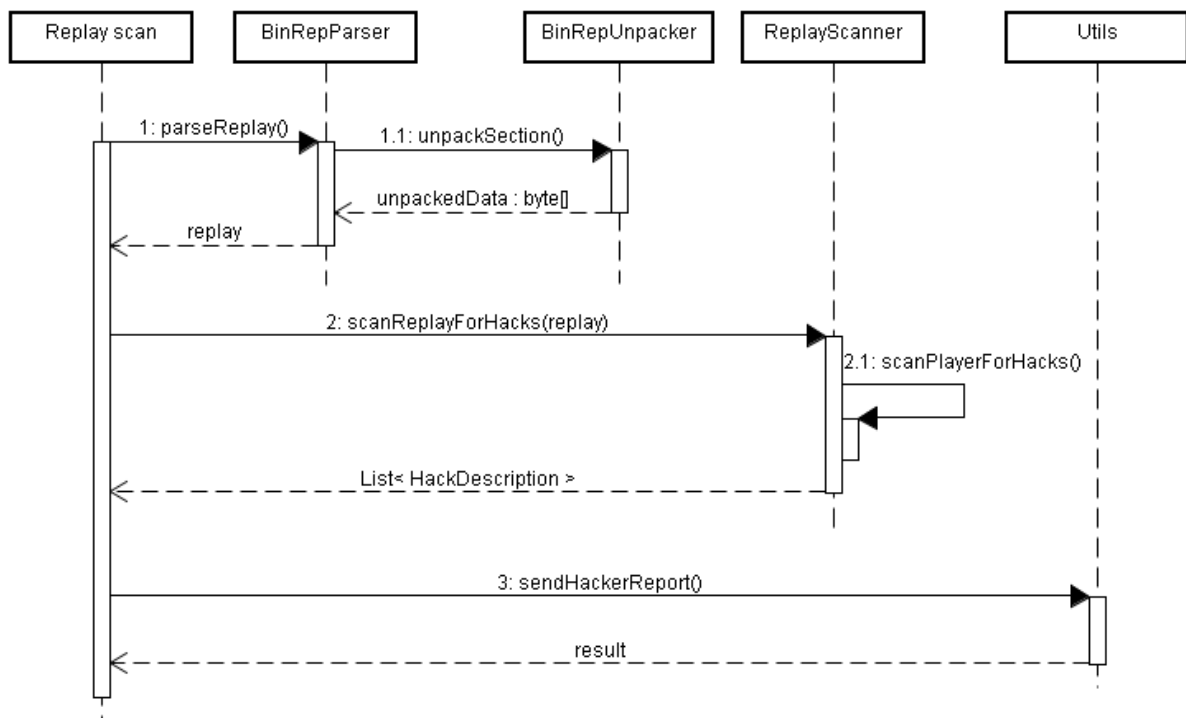 Replay scan
BinRepParser
BinRepUnpacker
ReplayScanner
Utils
1: parseReplay()
1.1: unpackSection()
unpackedData : byte[]
replay
2: scanReplayForHacks(replay)
2.1: scanPlayerForHacks()
List< HackDescription >
3: sendHackerReport()
result